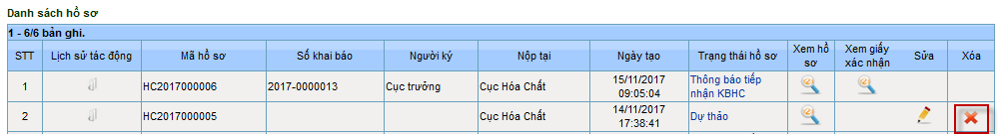 Danh sách hồ sơ
1 - 6/6 bản ghi.
STT Lịch sử tác động Mã hồ sơ Số khai báo Người ký Nộp tại Ngày tạo Trạng thái hồ sơ Xem hồ sơ Xem giấy xác nhận Sửa Xóa
1 HC2017000006 2017-0000013 Cục trưởng Cục Hóa Chất 15/11/2017 09:05:04 Thông báo tiếp nhận KBHC
2 HC2017000005 Cục Hóa Chất 14/11/2017 17:38:41 Dự thảo